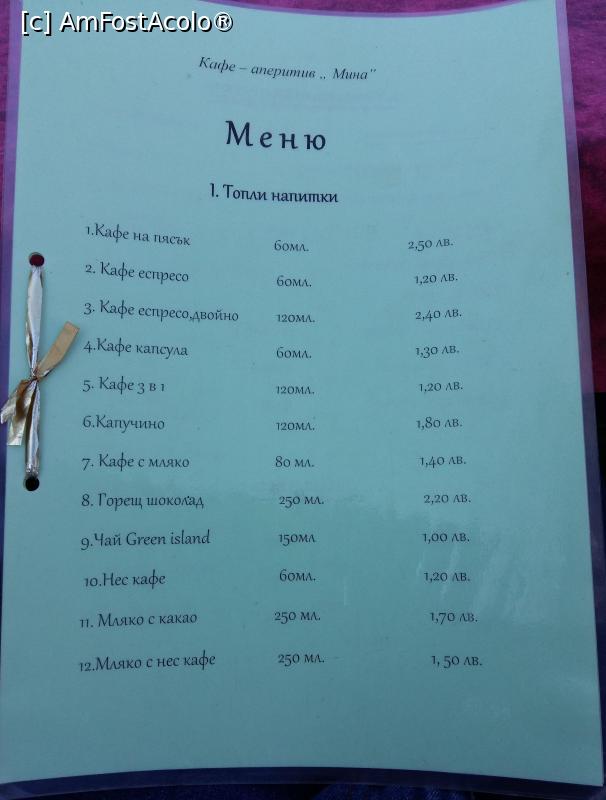 [c] AmFostAcolo®
Кафе – аперитив „ Мина"
Меню
I. Топли напитки
1.Кафе на пясък 60мл. 2,50 лв.
2. Кафе еспресо 60мл. 1,20 лв.
3. Кафе еспресо,двойно 120мл. 2,40 лв.
4.Кафе капсула 60мл. 1,30 лв.
5. Кафе 3 в 1 120мл. 1,20 лв.
6.Капучино 120мл. 1,80 лв.
7. Кафе с мляко 80 мл. 1,40 лв.
8. Горещ шоколад 250 мл. 2,20 лв.
9.Чай Green island 150мл 1,00 лв.
10.Нес кафе 60мл. 1,20 лв.
11. Мляко с какао 250 мл. 1,70 лв.
12.Мляко с нес кафе 250 мл. 1, 50 лв.